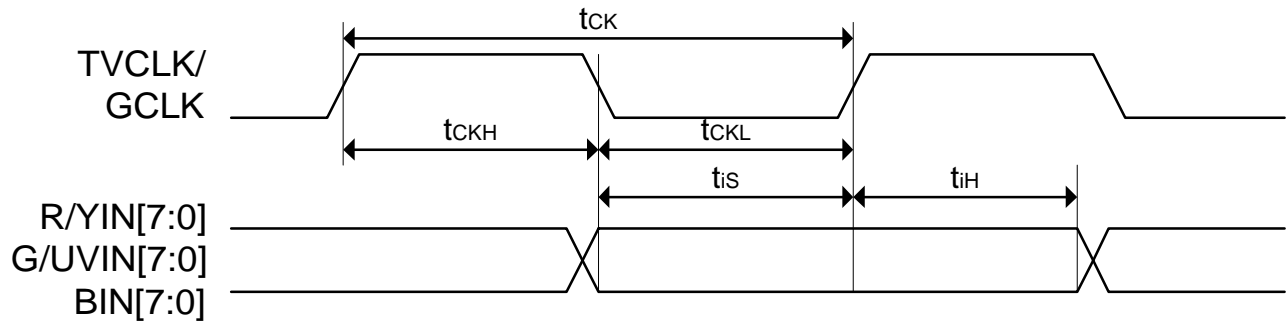 tCK
TVCLK/
GCLK
tCKH
tCKL
tiS
tiH
R/YIN[7:0]
G/UVIN[7:0]
BIN[7:0]